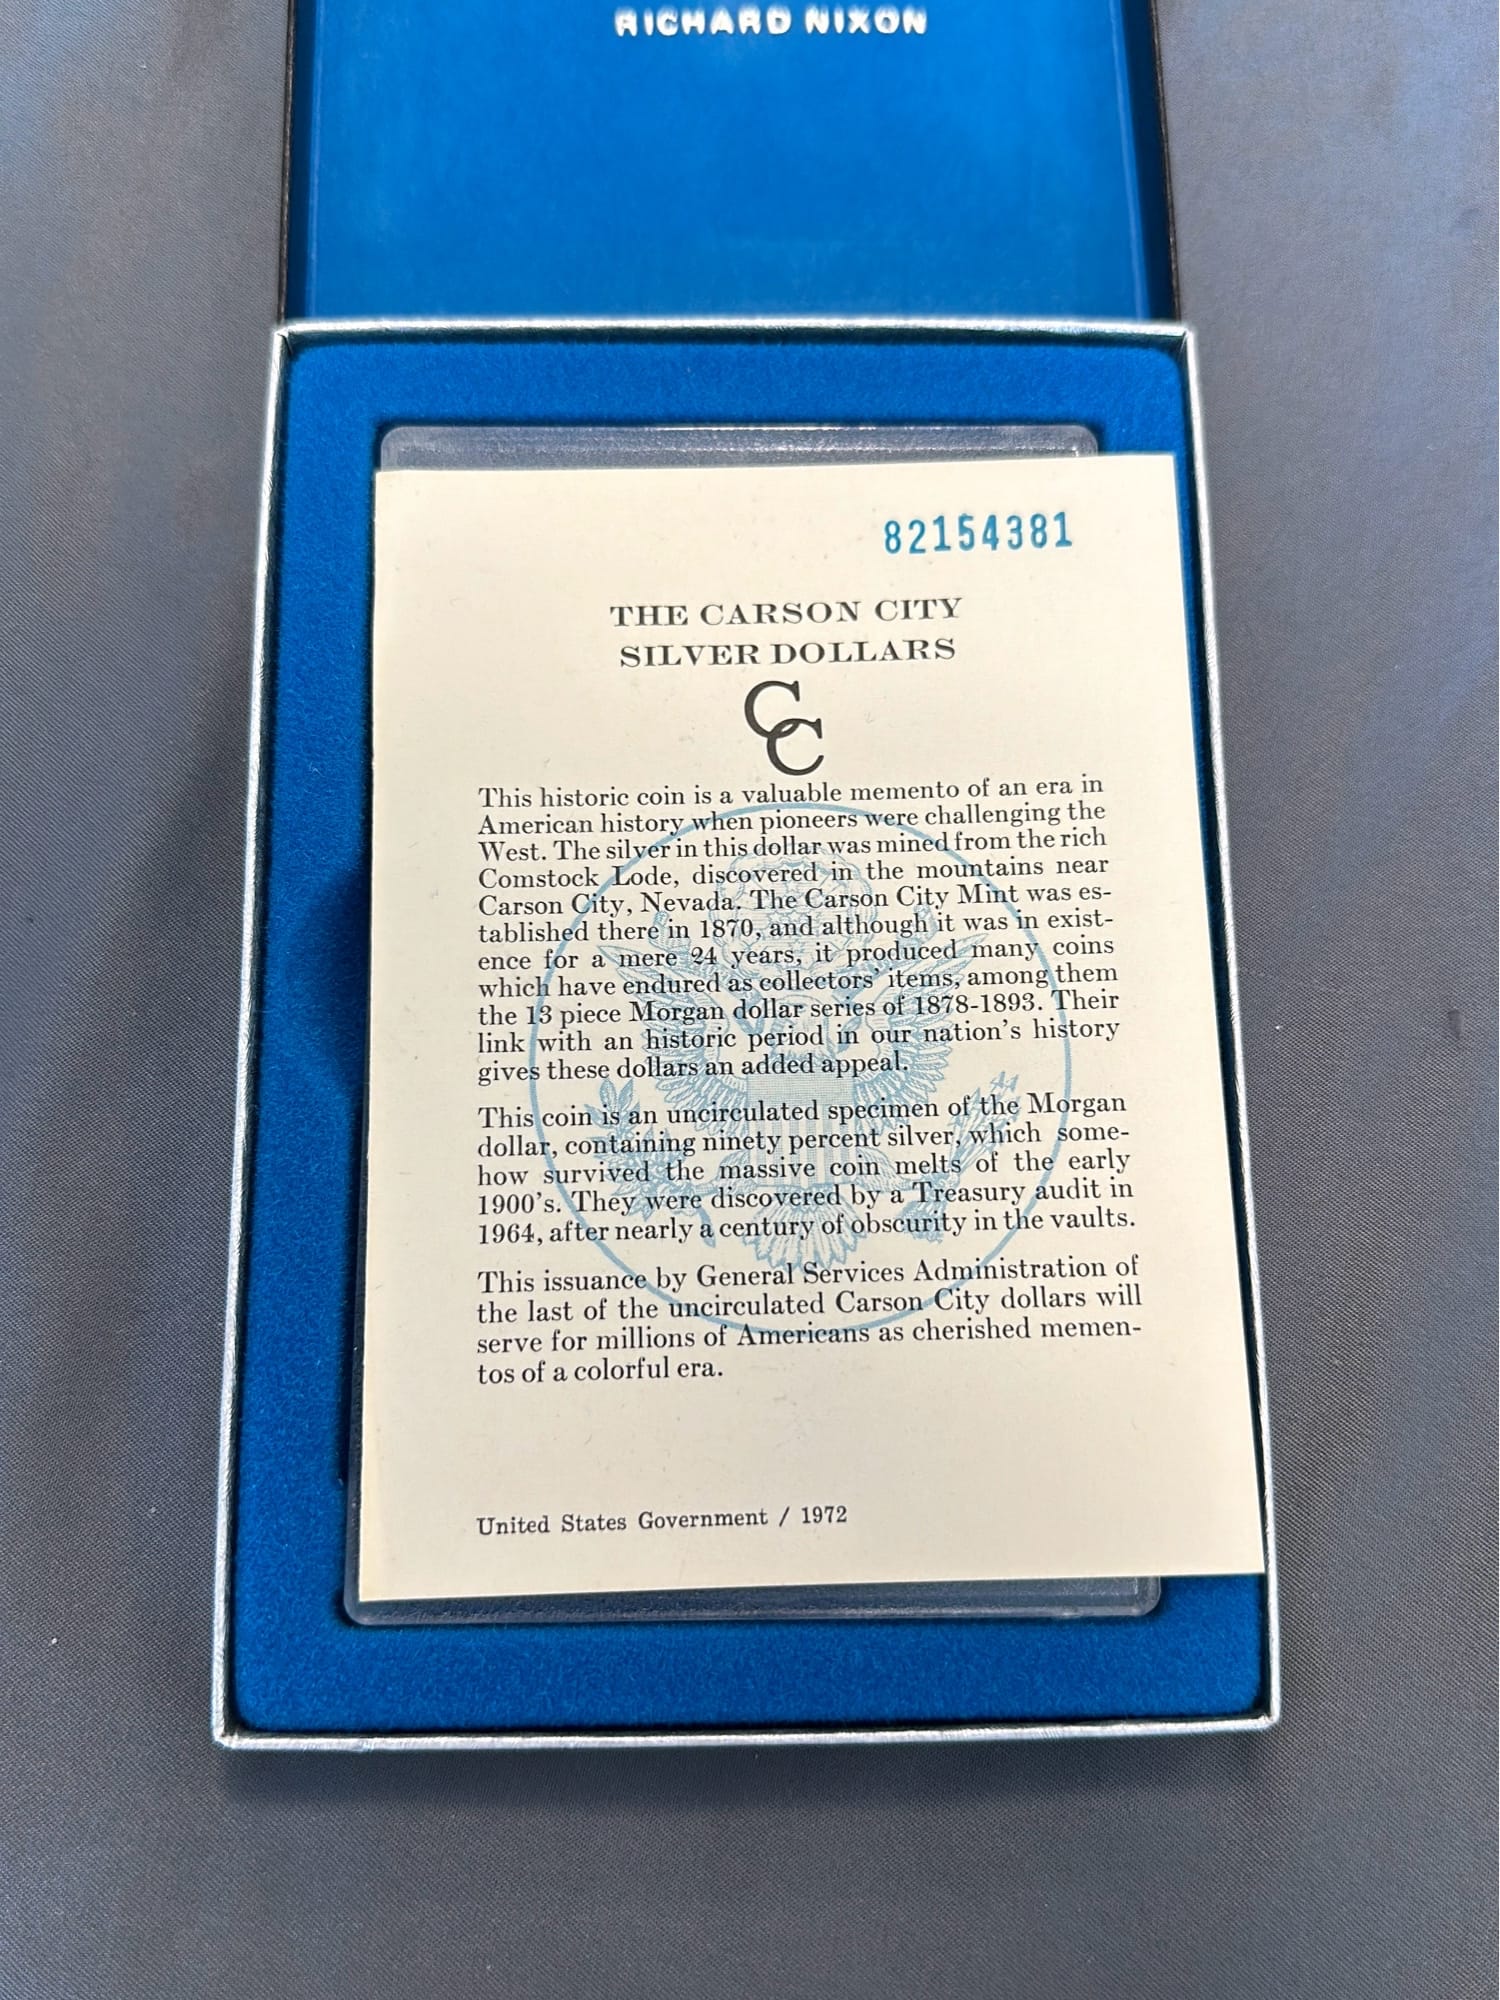 RICHARD NIXON
82154381
THE CARSON CITY
SILVER DOLLARS
CC
This historic coin is a valuable memento of an era in
American history when pioneers were challenging the
West. The silver in this dollar was mined from the rich
Comstock Lode, discovered in the mountains near
Carson City, Nevada. The Carson City Mint was es-
tablished there in 1870, and although it was in exist-
ence for a mere 24 years, it produced many coins
which have endured as collectors' items, among them
the 13 piece Morgan dollar series of 1878-1893. Their
link with an historic period in our nation's history
gives these dollars an added appeal.
This coin is an uncirculated specimen of the Morgan
dollar, containing ninety percent silver, which some-
how survived the massive coin melts of the early
1900's. They were discovered by a Treasury audit in
1964, after nearly a century of obscurity in the vaults.
This issuance by General Services Administration of
the last of the uncirculated Carson City dollars will
serve for millions of Americans as cherished memen-
tos of a colorful era.
United States Government / 1972